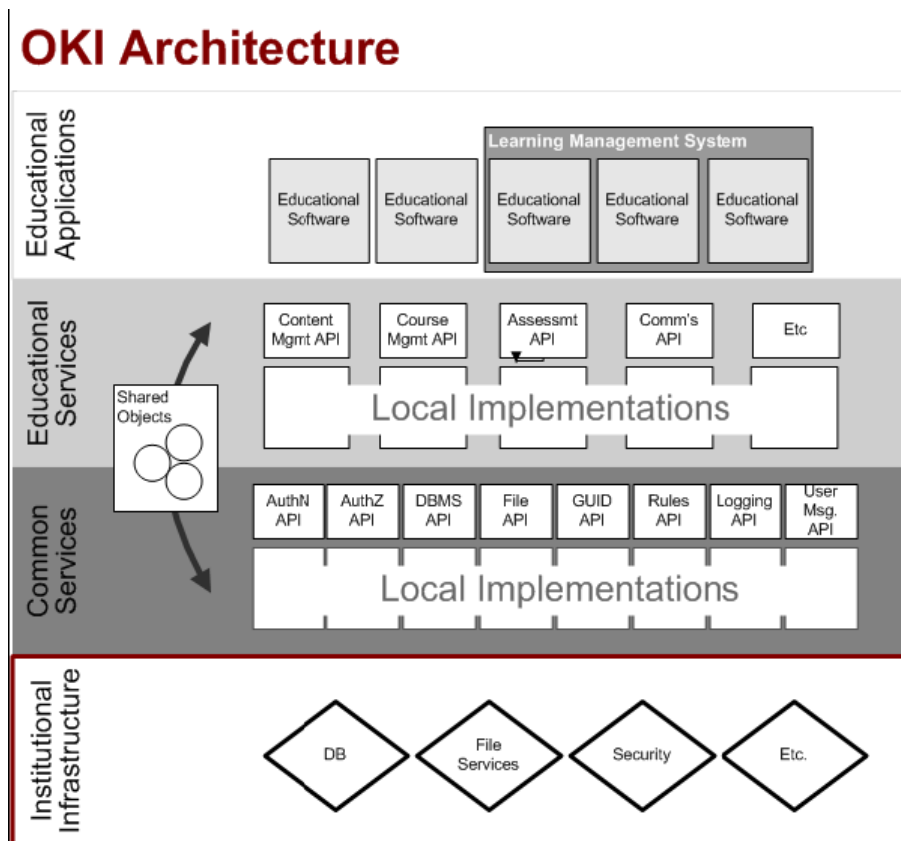 OKI Architecture
Educational
Applications
Learning Management System
Educational
Software
Educational
Software
Educational
Software
Educational
Software
Educational
Software
Educational
Services
Content
Mgmt API
Course
Mgmt API
Assessmt
API
Comm's
API
Etc
Local Implementations
Shared
Objects
Common
Services
AuthN
API
AuthZ
API
DBMS
API
File
API
GUID
API
Rules
API
Logging
API
User
Msg.
API
Local Implementations
Institutional
Infrastructure
DB
File
Services
Security
Etc.